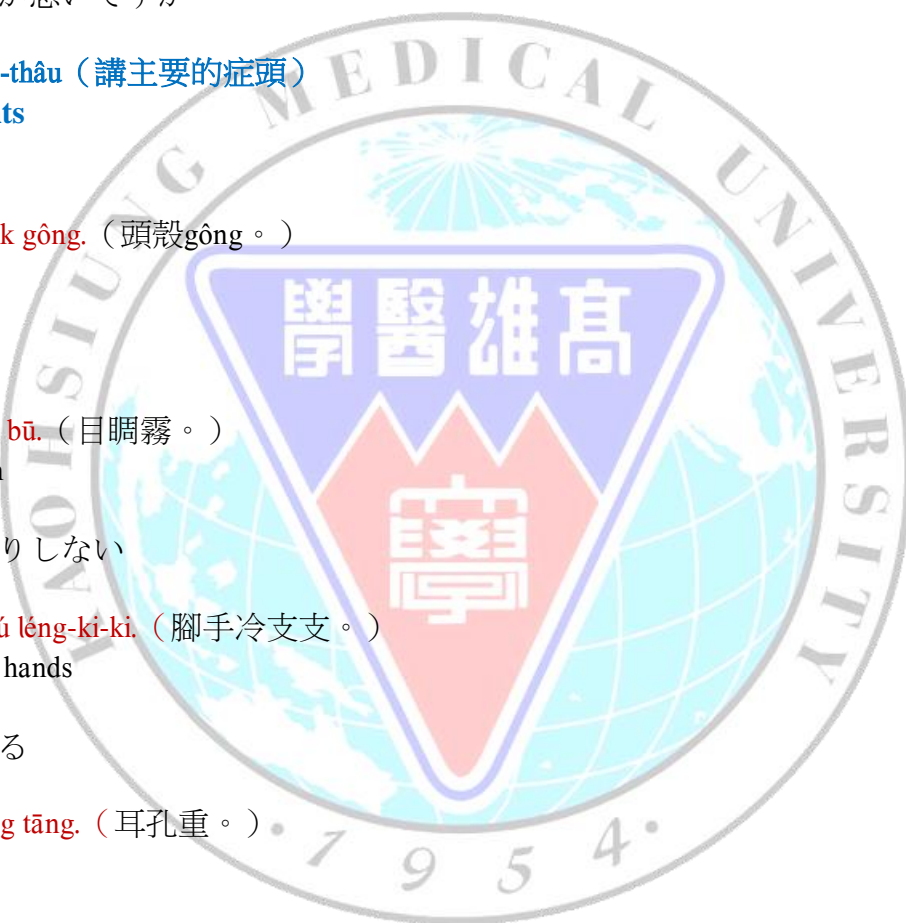 が悪いですか
-thâu（講主要的症頭）
ts
k gông.（頭殼gông。）
bū.（目睭霧。）
n
りしない
ú léng-ki-ki.（腳手冷支支。）
hands
る
g tāng.（耳孔重。）
KAOHSIUNG MEDICAL UNIVERSITY
學醫雄高
學
• 1954 •